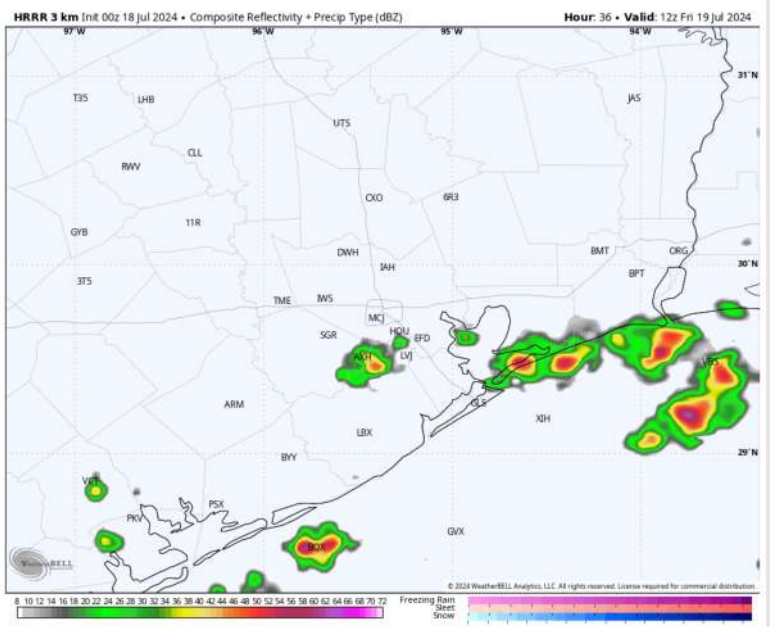 HRRR 3 km Init 00z 18 Jul 2024 • Composite Reflectivity + Precip Type (dBZ) Hour: 36 • Valid: 12z Fri 19 Jul 2024
97°W 96°W 95°W 94°W
31°N
T35 LHB JAS
UTS
CLL
RWV
OXO 6R3
11R
GYB
DWH BMT ORG
IAH 30°N
3T5 BPT
TME IWS
MCJ
SGR HOU EFD
AXH LVJ VBS
ARM GLS
XIH
LBX
BYY 29°N
VCT
PSX
PKV
GVX
BQX
WeatherBELL
© 2024 WeatherBELL Analytics, LLC. All rights reserved. License required for commercial distribution.
8 10 12 14 16 18 20 22 24 26 28 30 32 34 36 38 40 42 44 46 48 50 52 54 56 58 60 62 64 66 68 70 72
Freezing Rain
Sleet
Snow